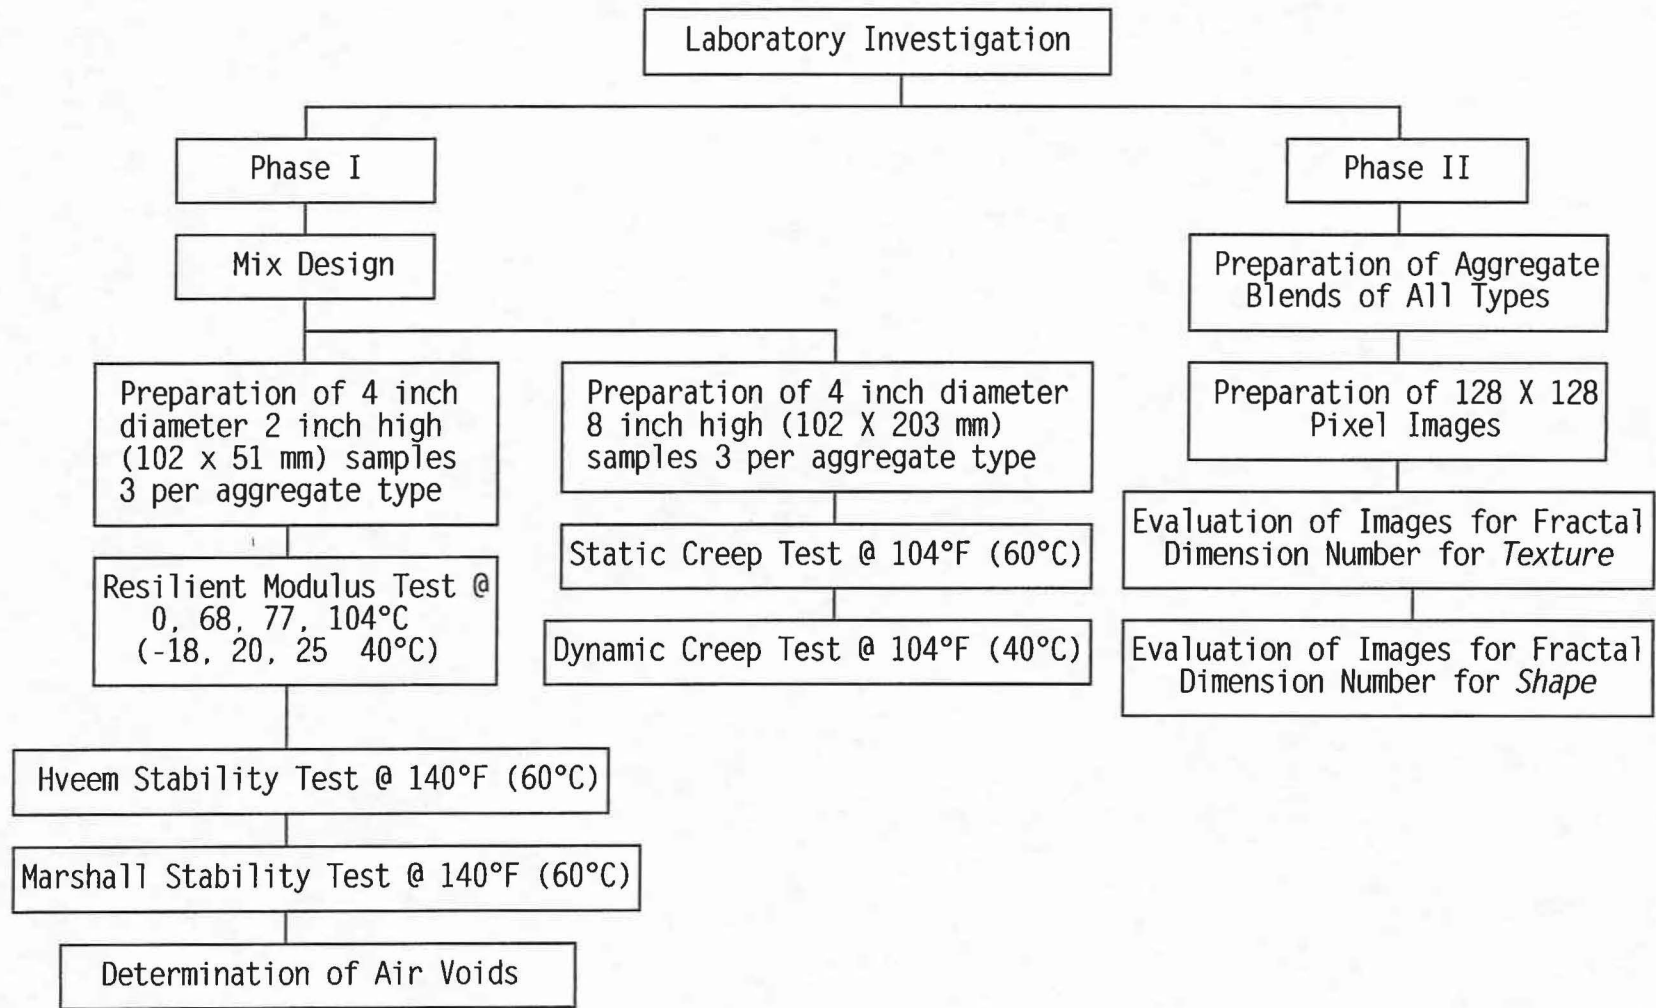 Laboratory Investigation
Phase I
Mix Design
Preparation of 4 inch
diameter 2 inch high
(102 x 51 mm) samples
3 per aggregate type
Resilient Modulus Test @
0, 68, 77, 104°C
(-18, 20, 25 40°C)
Hveem Stability Test @ 140°F (60°C)
Marshall Stability Test @ 140°F (60°C)
Determination of Air Voids
Preparation of 4 inch diameter
8 inch high (102 X 203 mm)
samples 3 per aggregate type
Static Creep Test @ 104°F (60°C)
Dynamic Creep Test @ 104°F (40°C)
Phase II
Preparation of Aggregate
Blends of All Types
Preparation of 128 X 128
Pixel Images
Evaluation of Images for Fractal
Dimension Number for Texture
Evaluation of Images for Fractal
Dimension Number for Shape